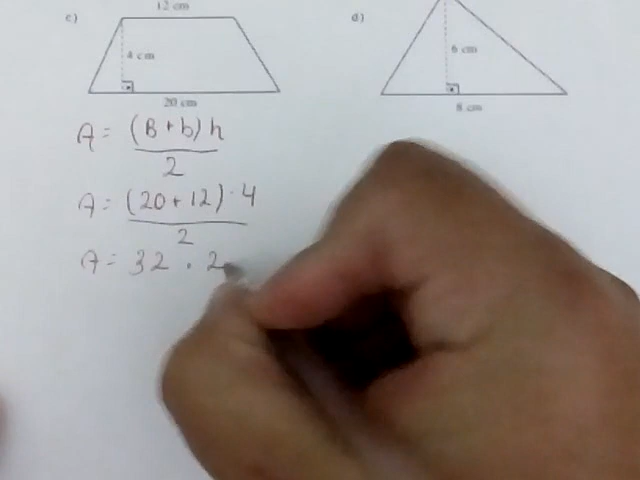 12 cm
c)
d)
4 cm
6 cm
20 cm
8 cm
A = (B + b) h
2
A = (20 + 12) · 4
2
A = 32 . 2